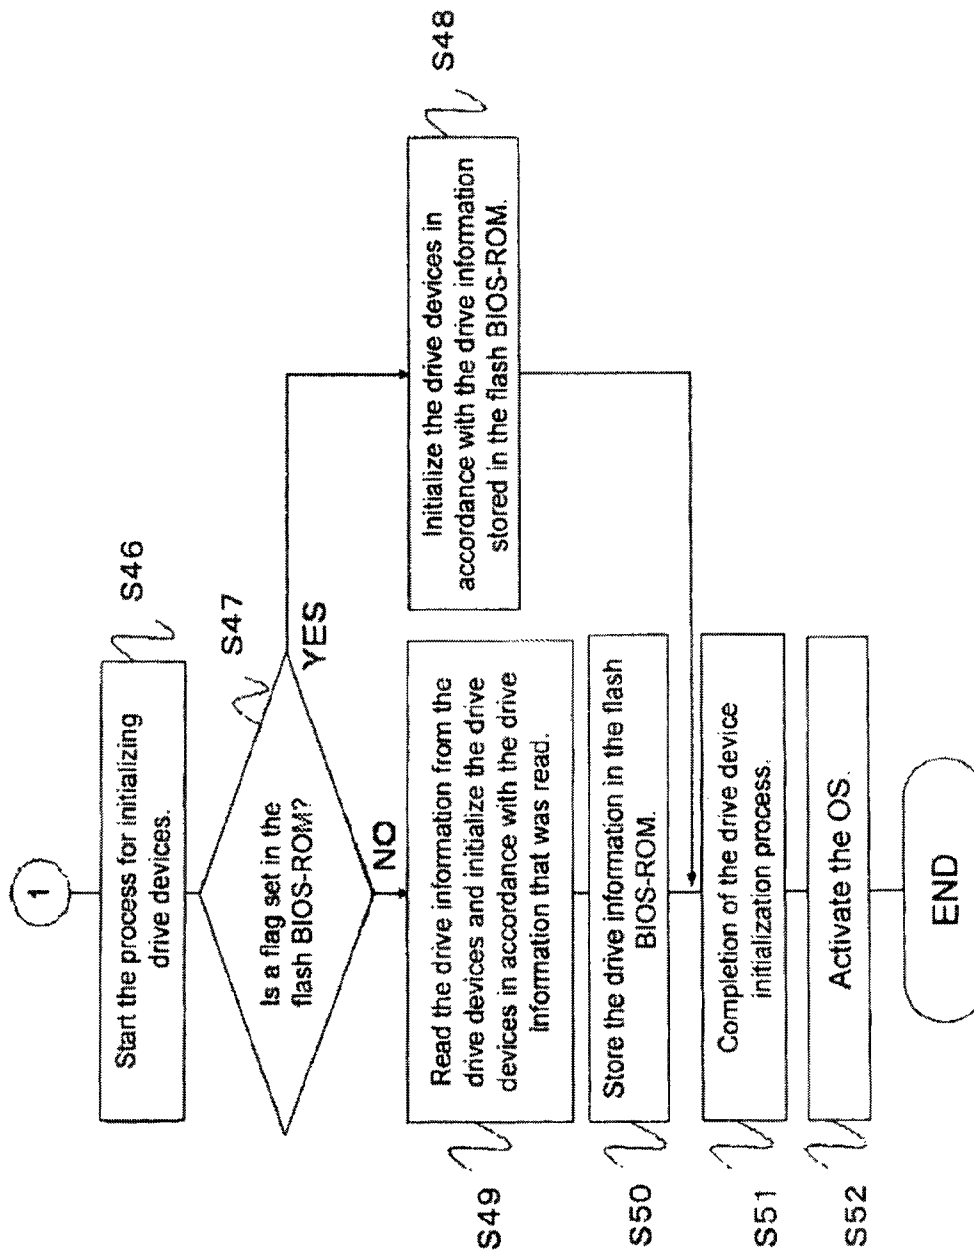 1
Start the process for initializing
drive devices.
S46
Is a flag set in the
flash BIOS-ROM?
S47
YES
NO
Read the drive information from the
drive devices and initialize the drive
devices in accordance with the drive
Information that was read.
S49
Initialize the drive devices in
accordance with the drive information
stored in the flash BIOS-ROM.
S48
Store the drive information in the flash
BIOS-ROM.
S50
Completion of the drive device
initialization process.
S51
Activate the OS.
S52
END